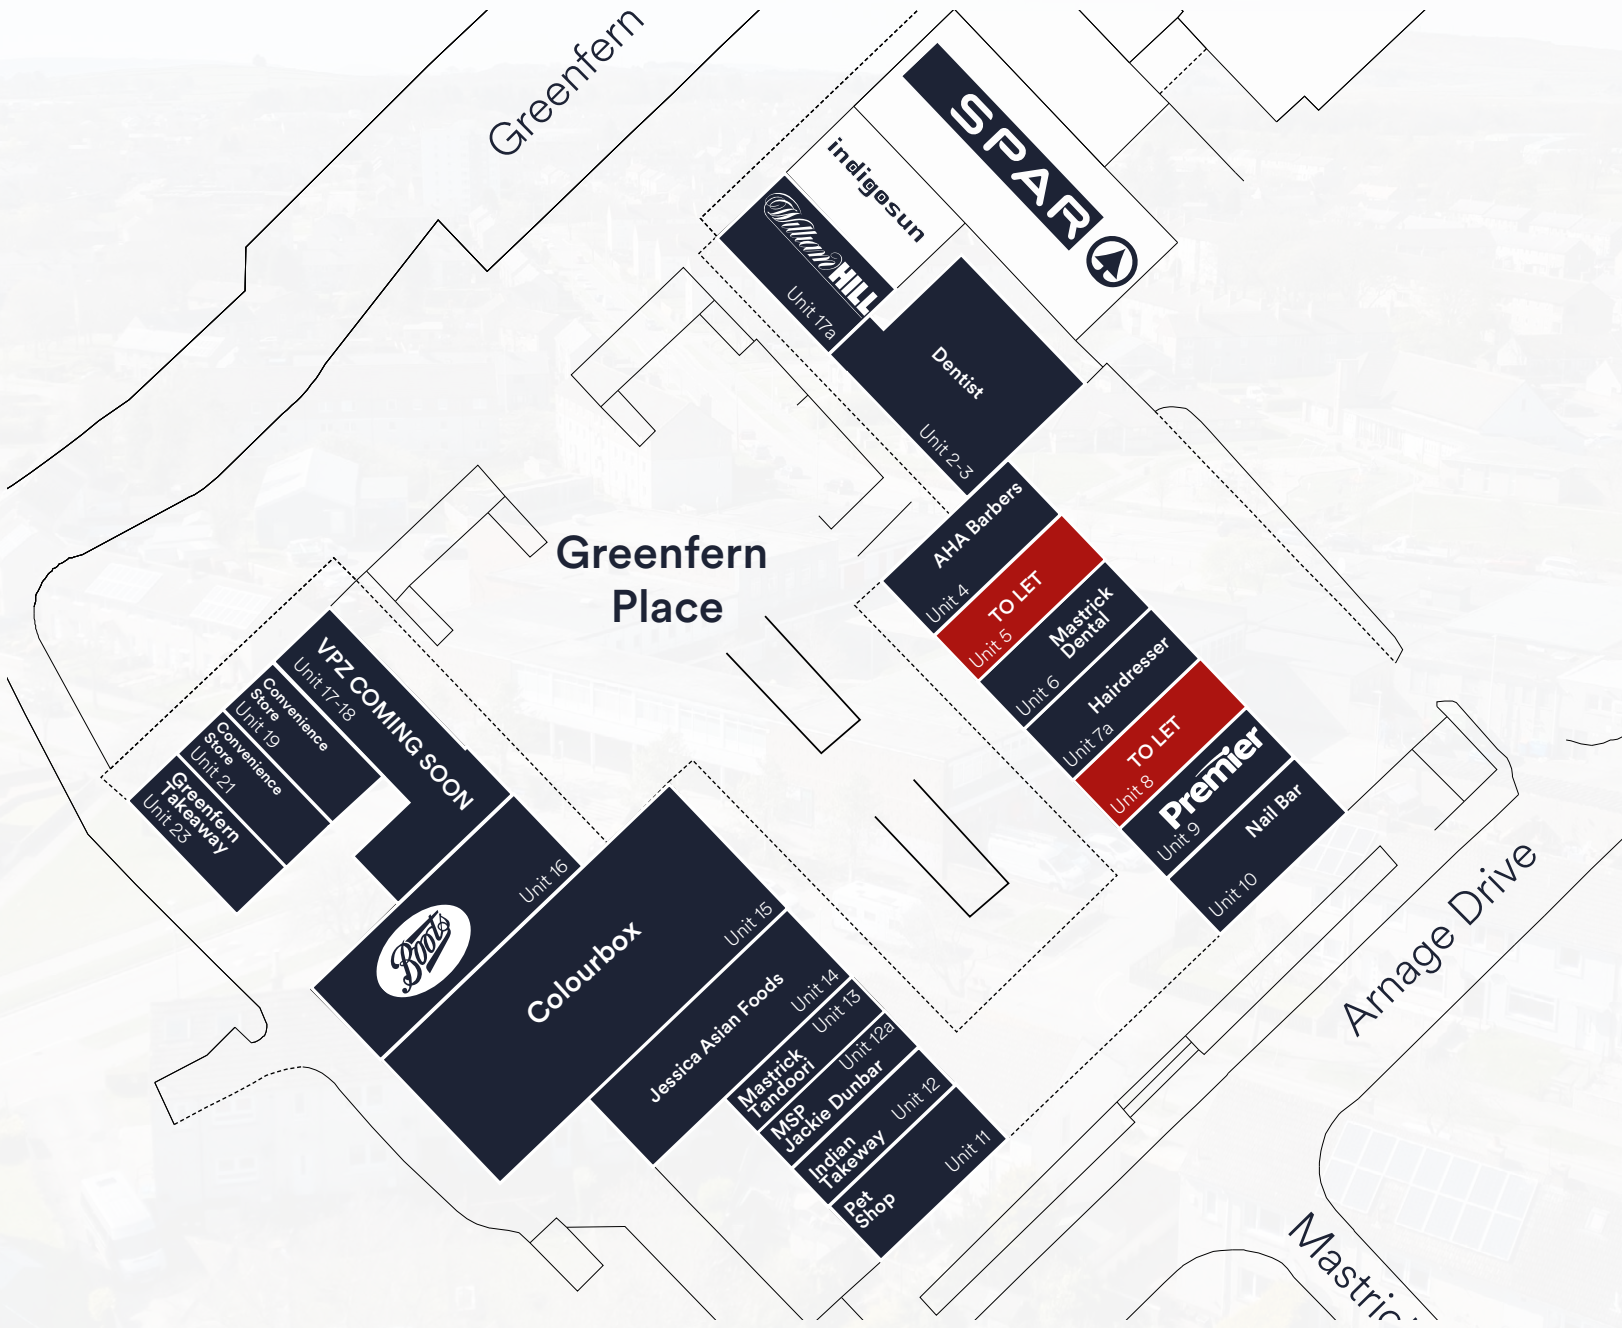 Greenfern
SPAR
indigosun
William
HILL
Unit 17a
Dentist
Unit 2-3
AHA Barbers
Unit 4
TO LET
Unit 5
Mastrick
Dental
Unit 6
Hairdresser
Unit 7a
TO LET
Unit 8
Premier
Unit 9
Nail Bar
Unit 10
Greenfern
Place
VPZ COMING SOON
Unit 17-18
Convenience
Store
Unit 19
Convenience
Store
Unit 21
Greenfern
Takeaway
Unit 23
Unit 16
Boots
Colourbox
Unit 15
Jessica Asian Foods
Unit 14
Mastrick
Tandoori
Unit 13
MSP
Jackie Dunbar
Unit 12a
Indian
Takeway
Unit 12
Pet
Shop
Unit 11
Arnage Drive
Mastric